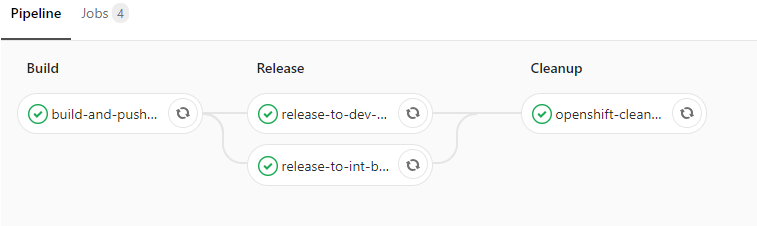 Pipeline Jobs 4
Build Release Cleanup
build-and-push... release-to-dev-... openshift-clean...
release-to-int-b...